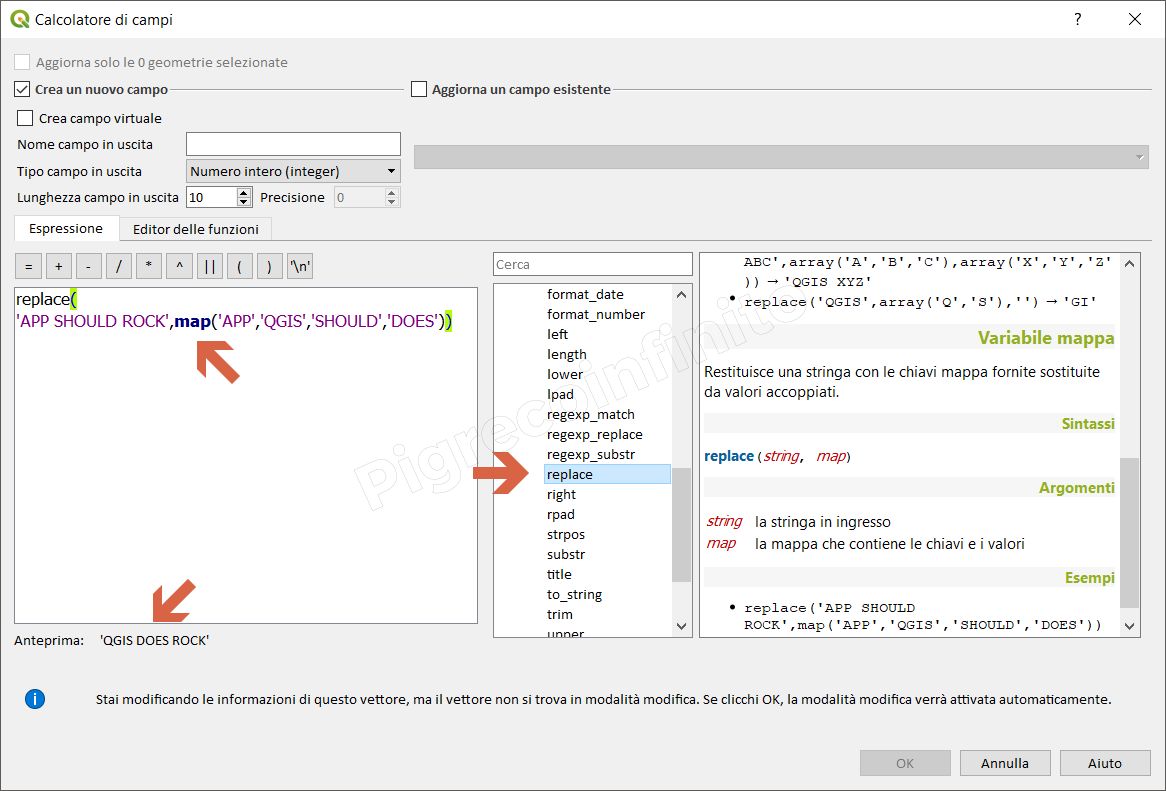 Calcolatore di campi
?
Aggiorna solo le 0 geometrie selezionate
Crea un nuovo campo
Aggiorna un campo esistente
Crea campo virtuale
Nome campo in uscita
Tipo campo in uscita
Numero intero (integer)
Lunghezza campo in uscita
10
Precisione
0
Espressione
Editor delle funzioni
= + - / * ^ || ( ) '\n'
replace(
'APP SHOULD ROCK',map('APP','QGIS','SHOULD','DOES'))
Anteprima: 'QGIS DOES ROCK'
Cerca
format_date
format_number
left
length
lower
lpad
regexp_match
regexp_replace
regexp_substr
replace
right
rpad
strpos
substr
title
to_string
trim
upper
ABC',array('A','B','C'),array('X','Y','Z'
)) → 'QGIS XYZ'
• replace('QGIS',array('Q','S'),'') → 'GI'
Variabile mappa
Restituisce una stringa con le chiavi mappa fornite sostituite
da valori accoppiati.
Sintassi
replace(string, map)
Argomenti
string la stringa in ingresso
map la mappa che contiene le chiavi e i valori
Esempi
• replace('APP SHOULD
ROCK',map('APP','QGIS','SHOULD','DOES'))
Pigrecoinfinito
Stai modificando le informazioni di questo vettore, ma il vettore non si trova in modalità modifica. Se clicchi OK, la modalità modifica verrà attivata automaticamente.
OK
Annulla
Aiuto